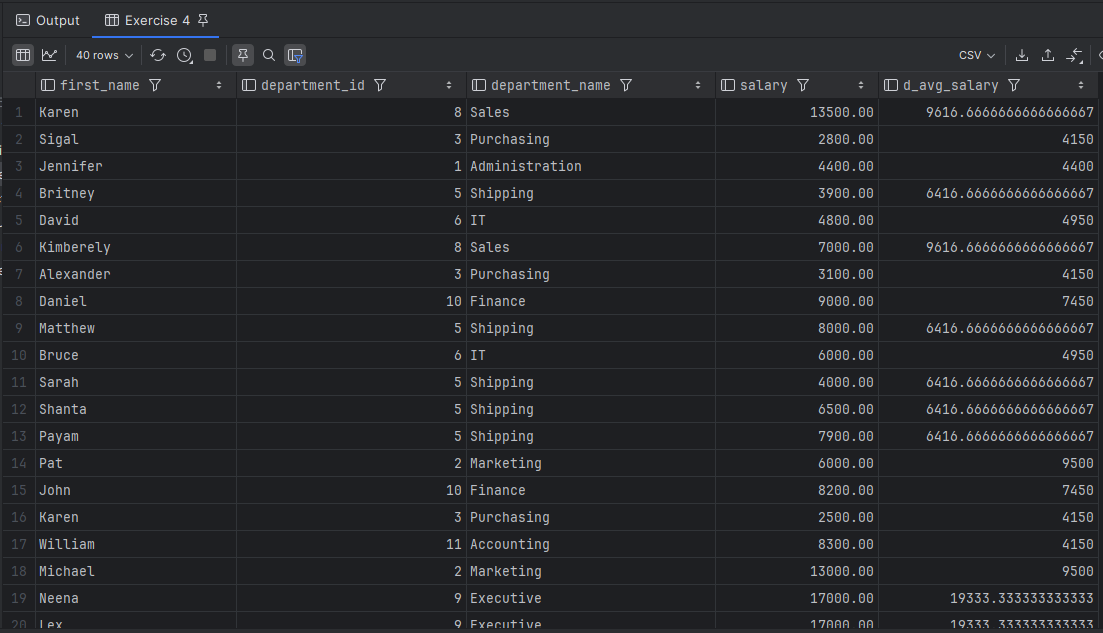 Output Exercise 4
40 rows CSV
first_name department_id department_name salary d_avg_salary
1 Karen 8 Sales 13500.00 9616.6666666666666667
2 Sigal 3 Purchasing 2800.00 4150
3 Jennifer 1 Administration 4400.00 4400
4 Britney 5 Shipping 3900.00 6416.6666666666666667
5 David 6 IT 4800.00 4950
6 Kimberely 8 Sales 7000.00 9616.6666666666666667
7 Alexander 3 Purchasing 3100.00 4150
8 Daniel 10 Finance 9000.00 7450
9 Matthew 5 Shipping 8000.00 6416.6666666666666667
10 Bruce 6 IT 6000.00 4950
11 Sarah 5 Shipping 4000.00 6416.6666666666666667
12 Shanta 5 Shipping 6500.00 6416.6666666666666667
13 Payam 5 Shipping 7900.00 6416.6666666666666667
14 Pat 2 Marketing 6000.00 9500
15 John 10 Finance 8200.00 7450
16 Karen 3 Purchasing 2500.00 4150
17 William 11 Accounting 8300.00 4150
18 Michael 2 Marketing 13000.00 9500
19 Neena 9 Executive 17000.00 19333.333333333333
20 Lex 9 Executive 17000.00 19333.333333333333